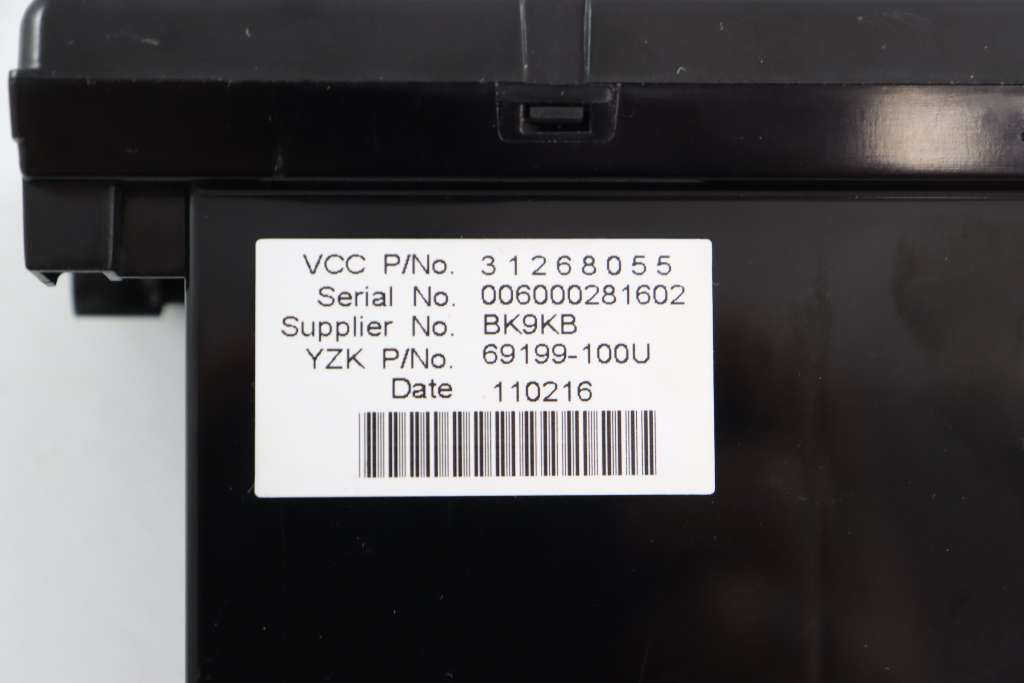 VCC P/No. 31268055
Serial No. 006000281602
Supplier No. BK9KB
YZK P/No. 69199-100U
Date 110216